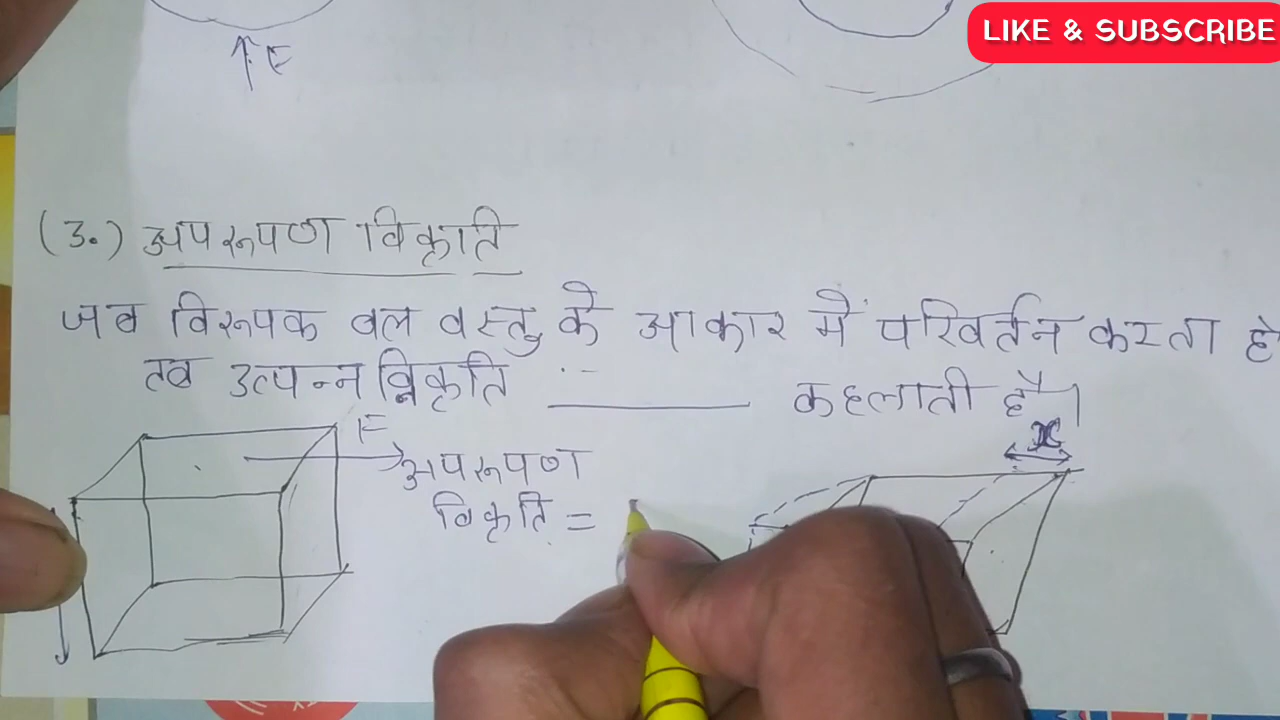 LIKE & SUBSCRIBE
F
(3.) अपरूपण विकृति
जब विरूपक बल वस्तु के आकार में परिवर्तन करता है
तब उत्पन्न विकृति ________ कहलाती है।
F
x
अपरूपण
विकृति =